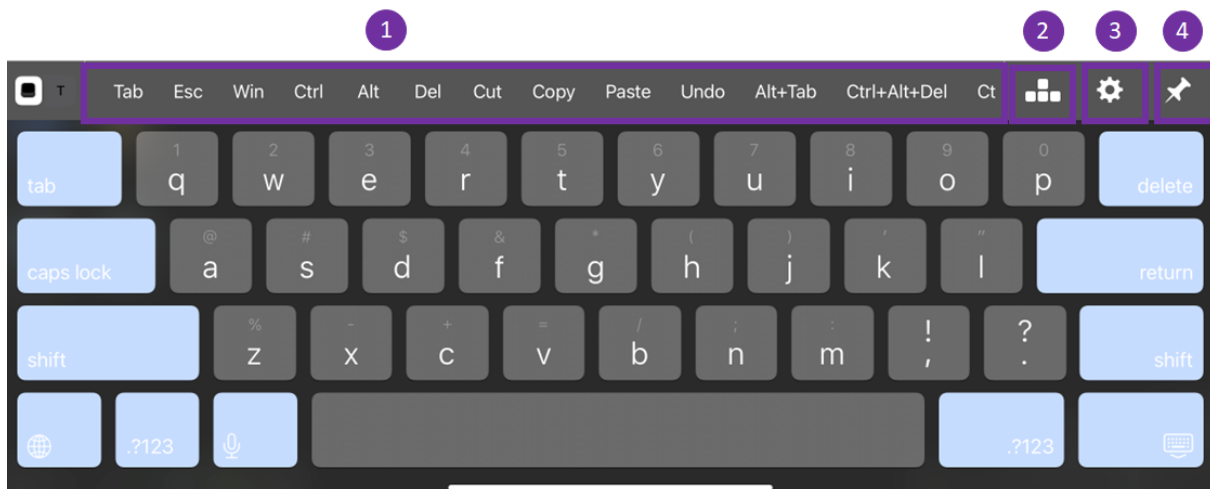 1 2 3 4
T Tab Esc Win Ctrl Alt Del Cut Copy Paste Undo Alt+Tab Ctrl+Alt+Del Ct
1 2 3 4 5 6 7 8 9 0
tab q w e r t y u i o p delete
@ # $ & * ( ) ' "
caps lock a s d f g h j k l return
% - + = / ; : ! ?
shift z x c v b n m , . shift
.?123 .?123